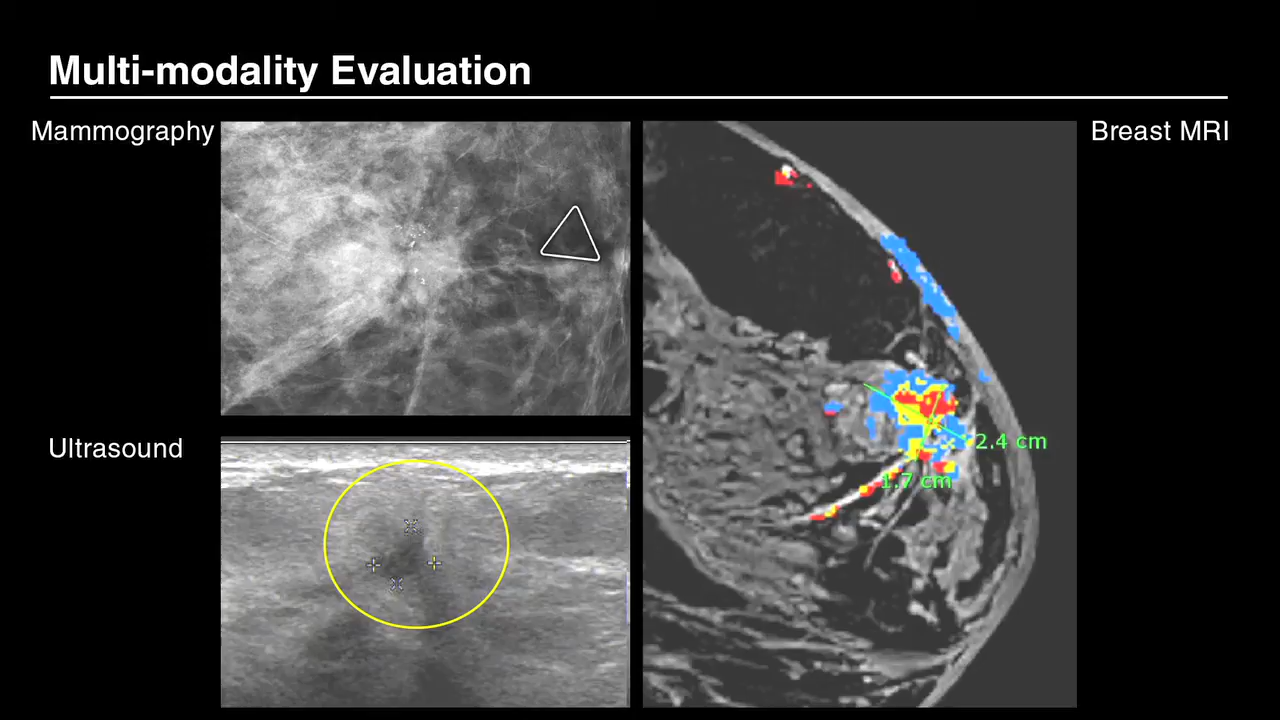 Multi-modality Evaluation
Mammography
Breast MRI
Ultrasound
2.4 cm
1.7 cm